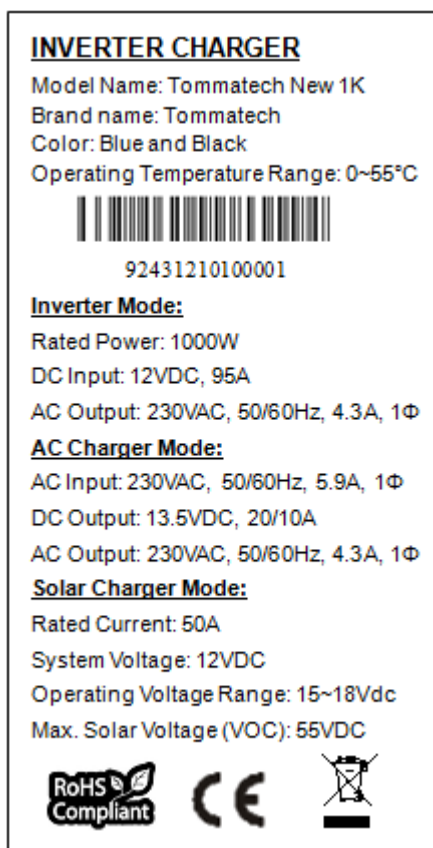 INVERTER CHARGER
Model Name: Tommatech New 1K
Brand name: Tommatech
Color: Blue and Black
Operating Temperature Range: 0~55°C
92431210100001
Inverter Mode:
Rated Power: 1000W
DC Input: 12VDC, 95A
AC Output: 230VAC, 50/60Hz, 4.3A, 1Φ
AC Charger Mode:
AC Input: 230VAC, 50/60Hz, 5.9A, 1Φ
DC Output: 13.5VDC, 20/10A
AC Output: 230VAC, 50/60Hz, 4.3A, 1Φ
Solar Charger Mode:
Rated Current: 50A
System Voltage: 12VDC
Operating Voltage Range: 15~18Vdc
Max. Solar Voltage (VOC): 55VDC
RoHS
Compliant
CE